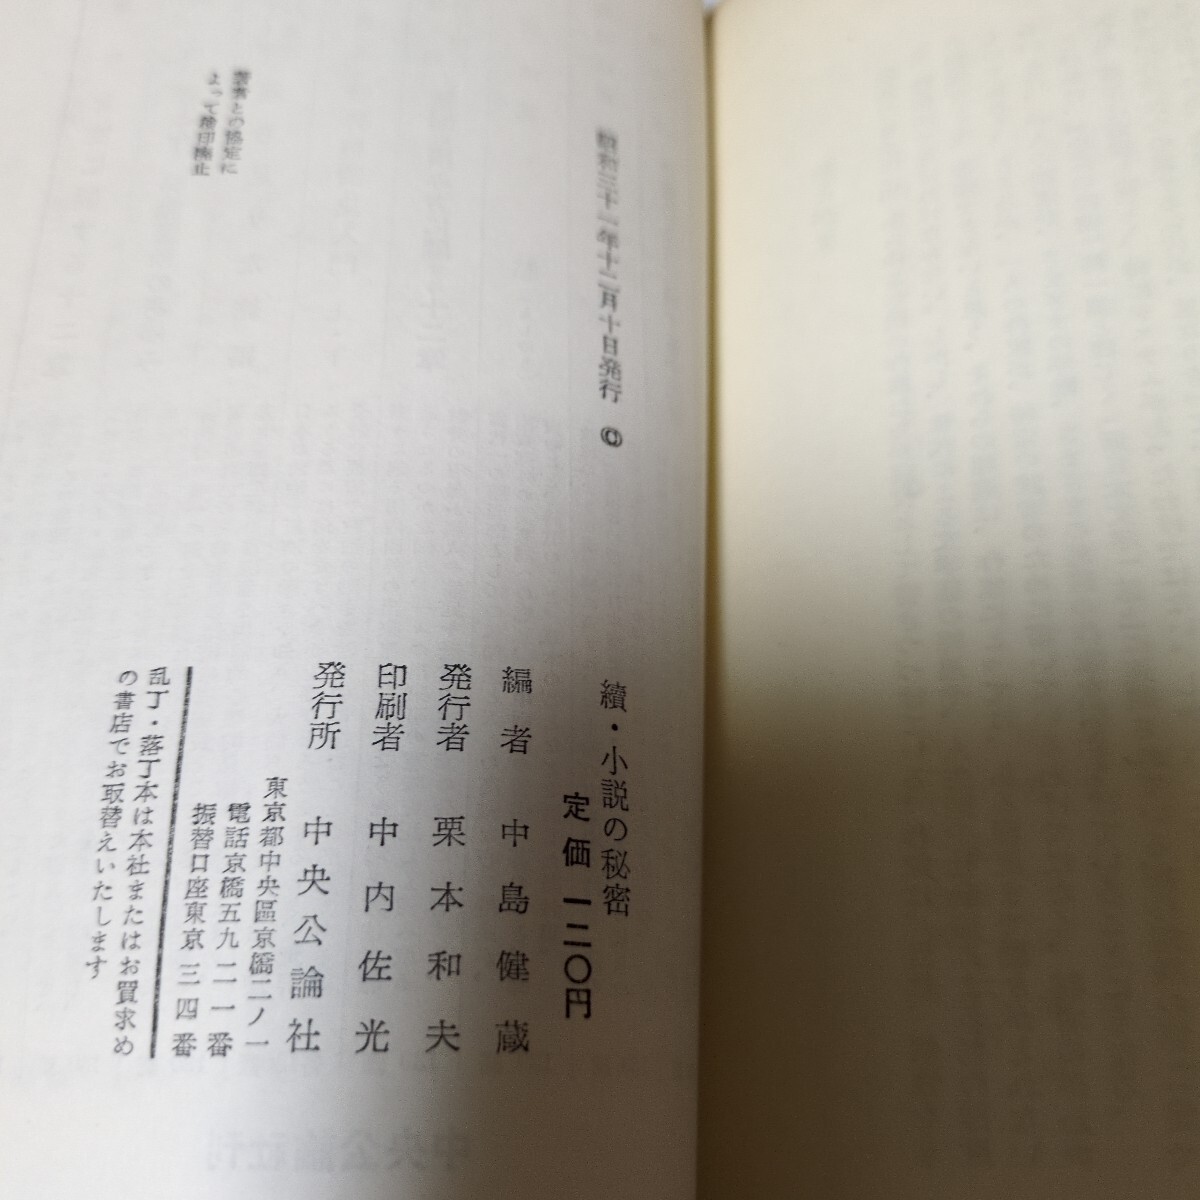 昭和三十一年十二月十日発行 ©
續・小説の秘密
定価 一二〇円
編者 中島健蔵
発行者 栗本和夫
印刷者 中内佐光
発行所 中央公論社
東京都中央區京橋二ノ一
電話京橋五九二一番
振替口座東京三四番
乱丁・落丁本は本社またはお買求め
の書店でお取替えいたします
著者との協定に
よって検印廃止